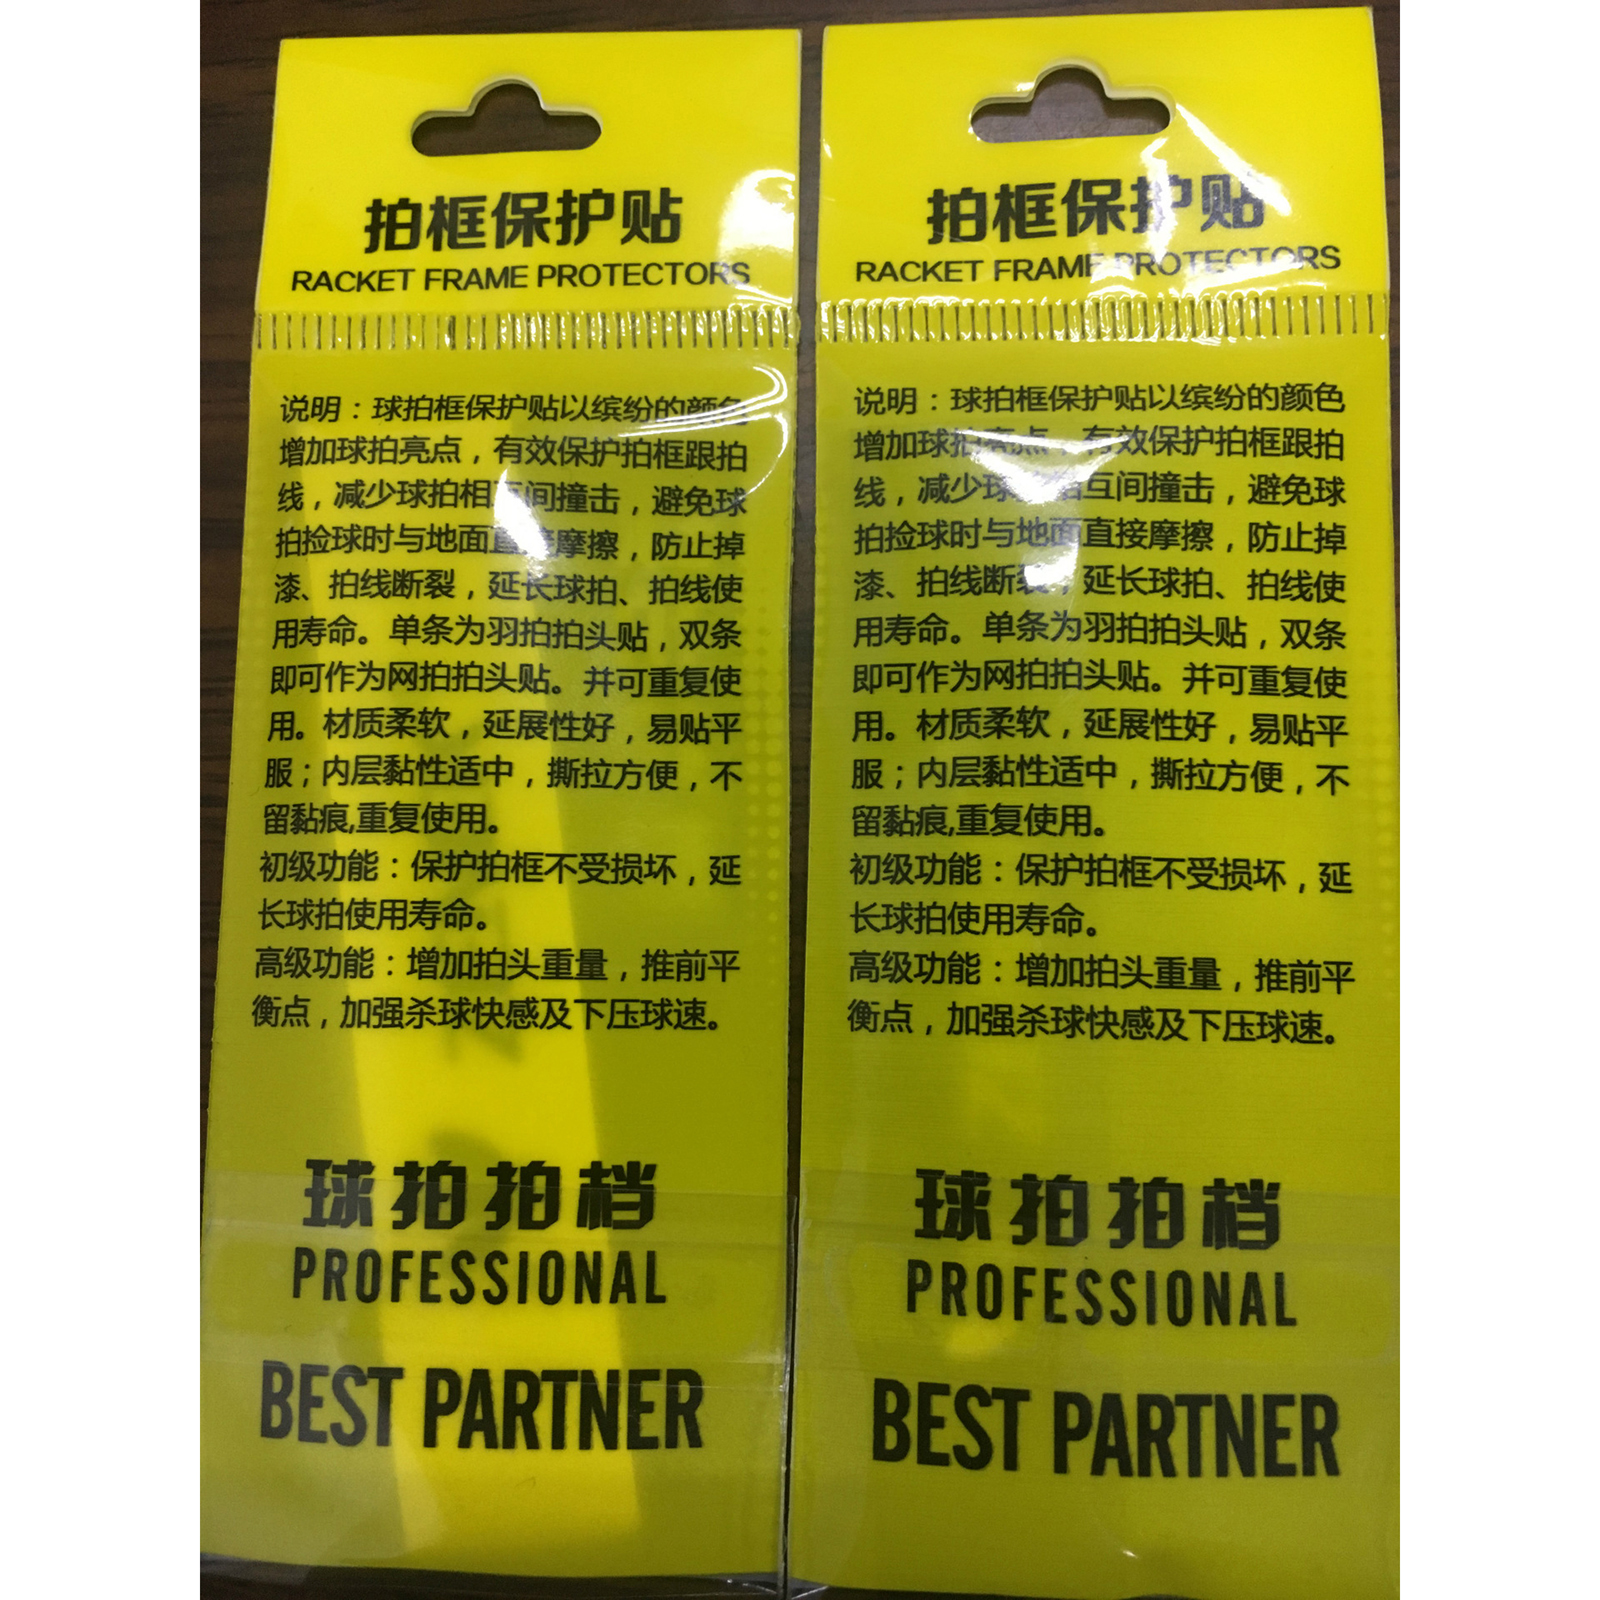 拍框保护贴
RACKET FRAME PROTECTORS
说明：球拍框保护贴以缤纷的颜色
增加球拍亮点，有效保护拍框跟拍
线，减少球拍相互间撞击，避免球
拍捡球时与地面直接摩擦，防止掉
漆、拍线断裂，延长球拍、拍线使
用寿命。单条为羽拍拍头贴，双条
即可作为网拍拍头贴。并可重复使
用。材质柔软，延展性好，易贴平
服；内层黏性适中，撕拉方便，不
留黏痕,重复使用。
初级功能：保护拍框不受损坏，延
长球拍使用寿命。
高级功能：增加拍头重量，推前平
衡点，加强杀球快感及下压球速。
球拍拍档
PROFESSIONAL
BEST PARTNER
拍框保护贴
RACKET FRAME PROTECTORS
说明：球拍框保护贴以缤纷的颜色
增加球拍亮点，有效保护拍框跟拍
线，减少球拍相互间撞击，避免球
拍捡球时与地面直接摩擦，防止掉
漆、拍线断裂，延长球拍、拍线使
用寿命。单条为羽拍拍头贴，双条
即可作为网拍拍头贴。并可重复使
用。材质柔软，延展性好，易贴平
服；内层黏性适中，撕拉方便，不
留黏痕,重复使用。
初级功能：保护拍框不受损坏，延
长球拍使用寿命。
高级功能：增加拍头重量，推前平
衡点，加强杀球快感及下压球速。
球拍拍档
PROFESSIONAL
BEST PARTNER